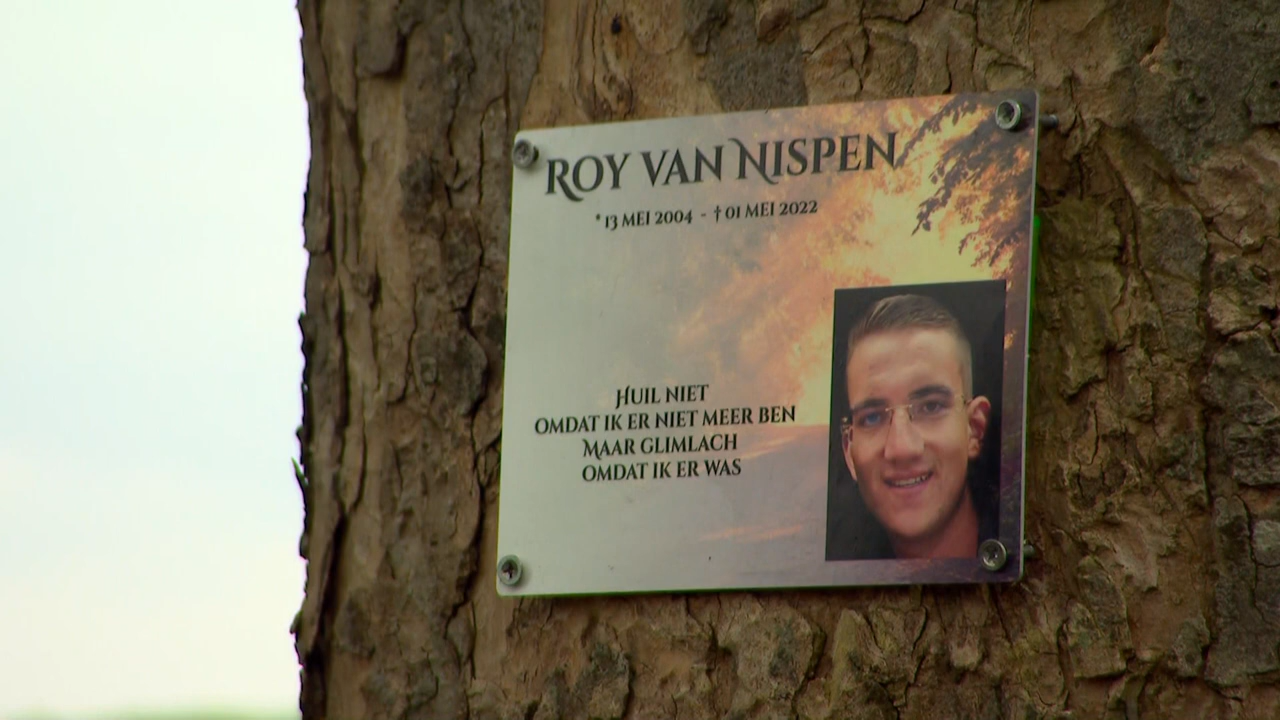 ROY VAN NISPEN
* 13 MEI 2004 - † 01 MEI 2022
HUIL NIET
OMDAT IK ER NIET MEER BEN
MAAR GLIMLACH
OMDAT IK ER WAS